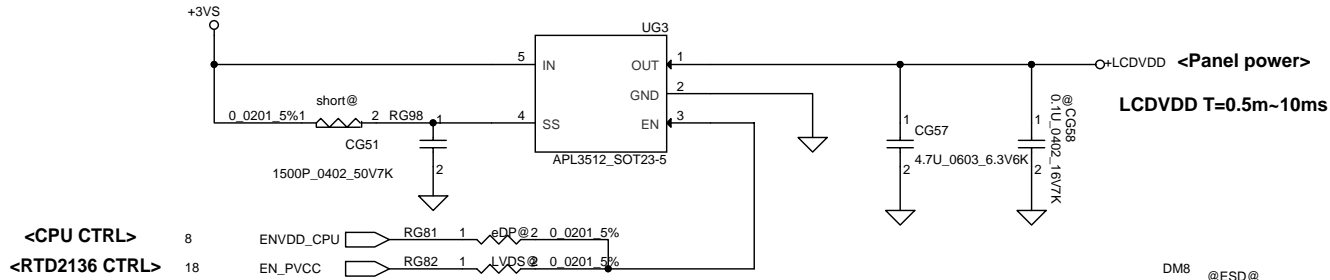 +3VS
UG3
5 IN OUT 1
+LCDVDD <Panel power>
GND 2
LCDVDD T=0.5m~10ms
short@
0_0201_5% 1 2 RG98 1 4 SS EN 3
CG51
2
1500P_0402_50V7K
APL3512_SOT23-5
1
CG57
4.7U_0603_6.3V6K
2
1
@CG58
0.1U_0402_16V7K
2
<CPU CTRL> 8 ENVDD_CPU RG81 1 eDP@ 2 0_0201_5%
<RTD2136 CTRL> 18 EN_PVCC RG82 1 LVDS@ 2 0_0201_5%
DM8 @ESD@